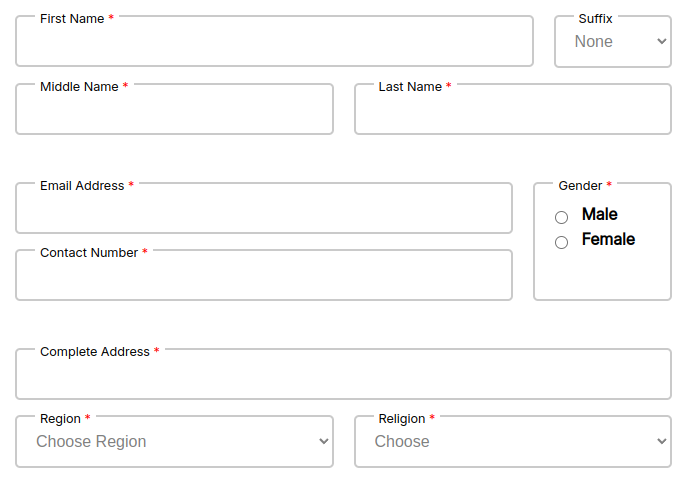 First Name * Suffix
None
Middle Name * Last Name *
Email Address * Gender *
Male
Female
Contact Number *
Complete Address *
Region * Religion *
Choose Region Choose